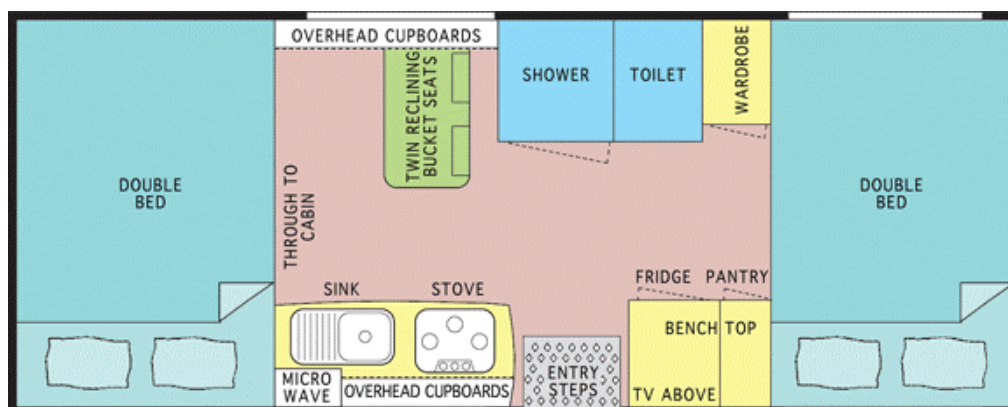 OVERHEAD CUPBOARDS
SHOWER
TOILET
WARDROBE
TWIN RECLINING
BUCKET SEATS
DOUBLE
BED
THROUGH TO
CABIN
DOUBLE
BED
SINK
STOVE
FRIDGE
PANTRY
BENCH TOP
MICRO
WAVE
OVERHEAD CUPBOARDS
ENTRY
STEPS
TV ABOVE